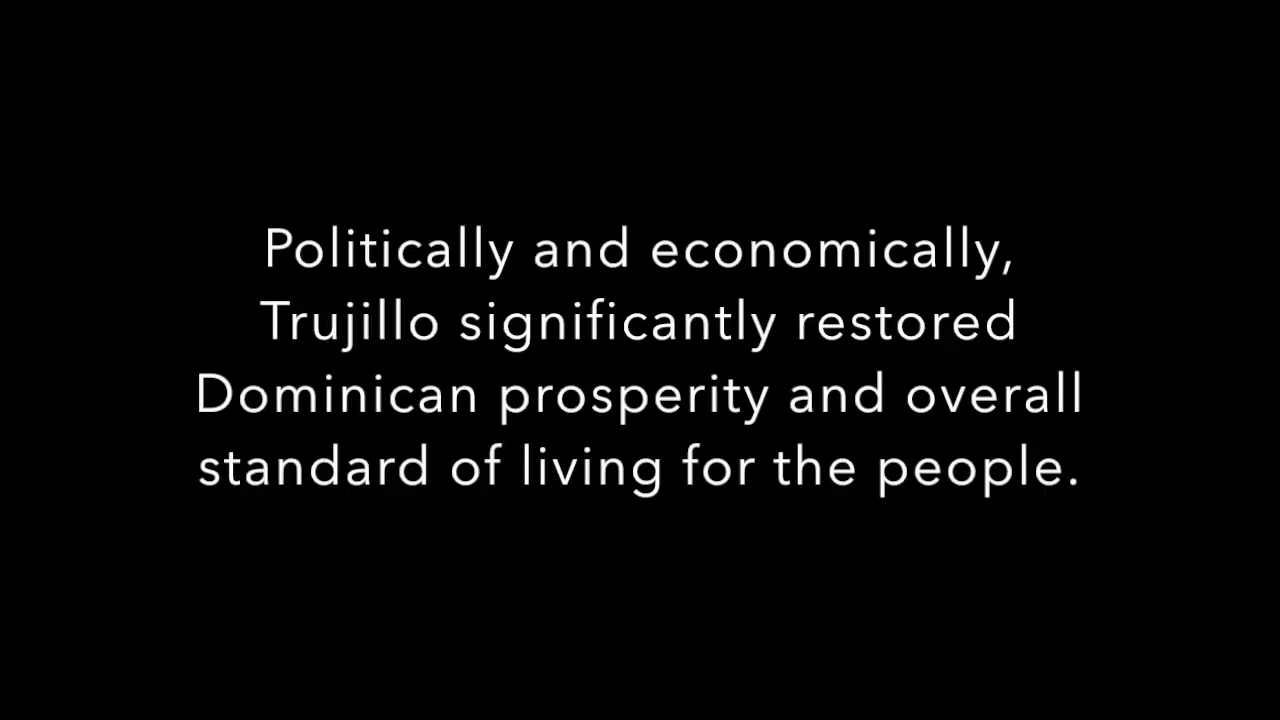 Politically and economically,
Trujillo significantly restored
Dominican prosperity and overall
standard of living for the people.